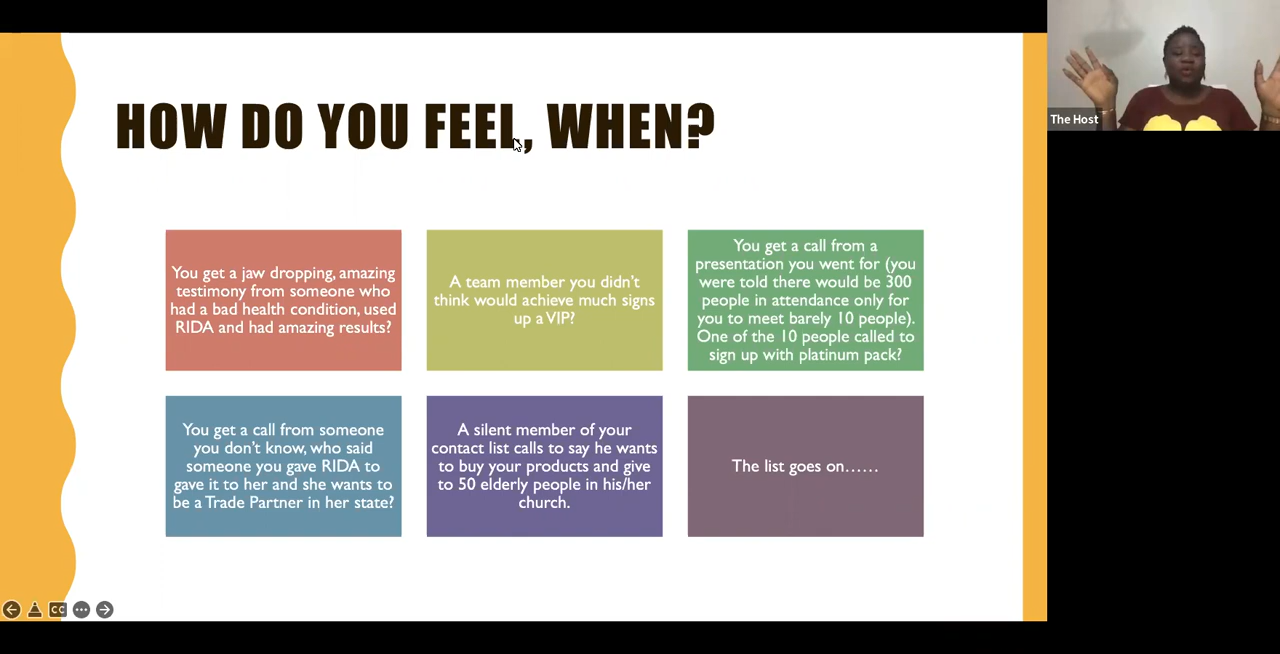 HOW DO YOU FEEL, WHEN?
The Host
You get a jaw dropping, amazing
testimony from someone who
had a bad health condition, used
RIDA and had amazing results?
A team member you didn't
think would achieve much signs
up a VIP?
You get a call from a
presentation you went for (you
were told there would be 300
people in attendance only for
you to meet barely 10 people).
One of the 10 people called to
sign up with platinum pack?
You get a call from someone
you don't know, who said
someone you gave RIDA to
gave it to her and she wants to
be a Trade Partner in her state?
A silent member of your
contact list calls to say he wants
to buy your products and give
to 50 elderly people in his/her
church.
The list goes on……
CC